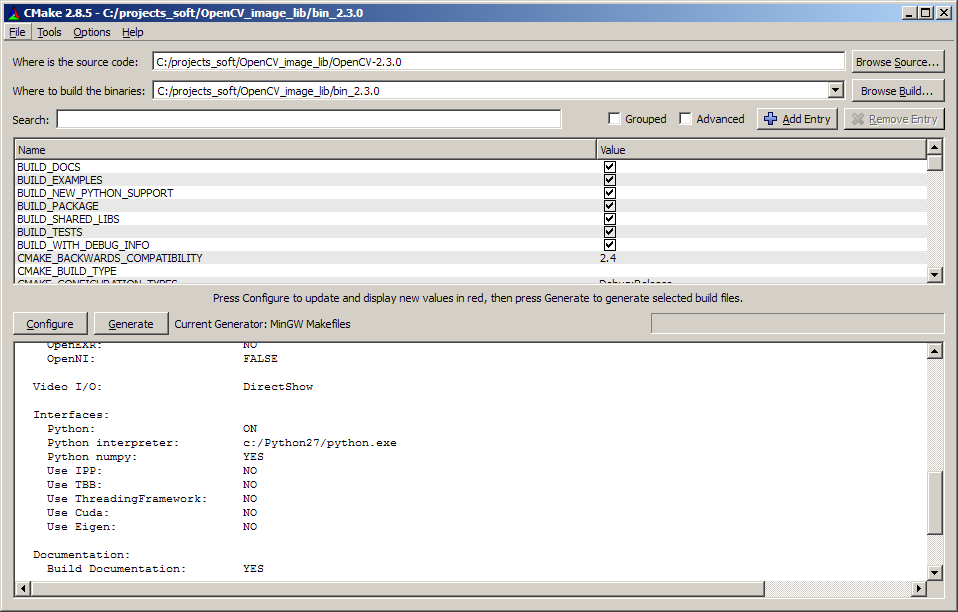 CMake 2.8.5 - C:/projects_soft/OpenCV_image_lib/bin_2.3.0
File Tools Options Help
Where is the source code: C:/projects_soft/OpenCV_image_lib/OpenCV-2.3.0 Browse Source...
Where to build the binaries: C:/projects_soft/OpenCV_image_lib/bin_2.3.0 Browse Build...
Search: Grouped Advanced Add Entry Remove Entry
Name Value
BUILD_DOCS
BUILD_EXAMPLES
BUILD_NEW_PYTHON_SUPPORT
BUILD_PACKAGE
BUILD_SHARED_LIBS
BUILD_TESTS
BUILD_WITH_DEBUG_INFO
CMAKE_BACKWARDS_COMPATIBILITY 2.4
CMAKE_BUILD_TYPE
CMAKE_CONFIGURATION_TYPES Debug;Release
Press Configure to update and display new values in red, then press Generate to generate selected build files.
Configure Generate Current Generator: MinGW Makefiles
OpenEXR: NO
OpenNI: FALSE
Video I/O: DirectShow
Interfaces:
Python: ON
Python interpreter: c:/Python27/python.exe
Python numpy: YES
Use IPP: NO
Use TBB: NO
Use ThreadingFramework: NO
Use Cuda: NO
Use Eigen: NO
Documentation:
Build Documentation: YES